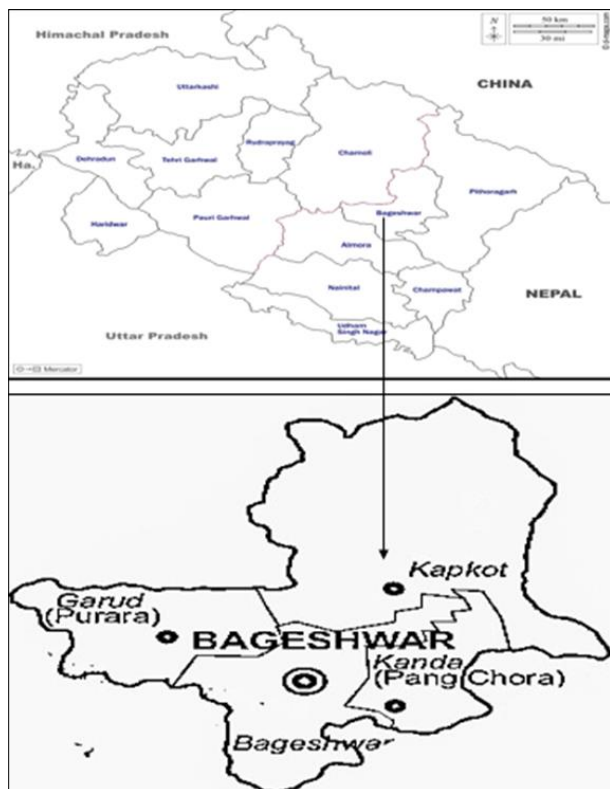 Himachal Pradesh
N
50 km
30 mi
CHINA
Uttarkashi
Rudraprayag
Chamoli
Ha.
Dehradun
Tehri Garhwal
Pithoragarh
Haridwar
Pauri Garhwal
Bageshwar
Almora
Nainital
Champawat
NEPAL
Uttar Pradesh
Udham
Singh Nagar
Mercator
Kapkot
Garud
(Purara)
BAGESHWAR
Kanda
(Pang Chora)
Bageshwar